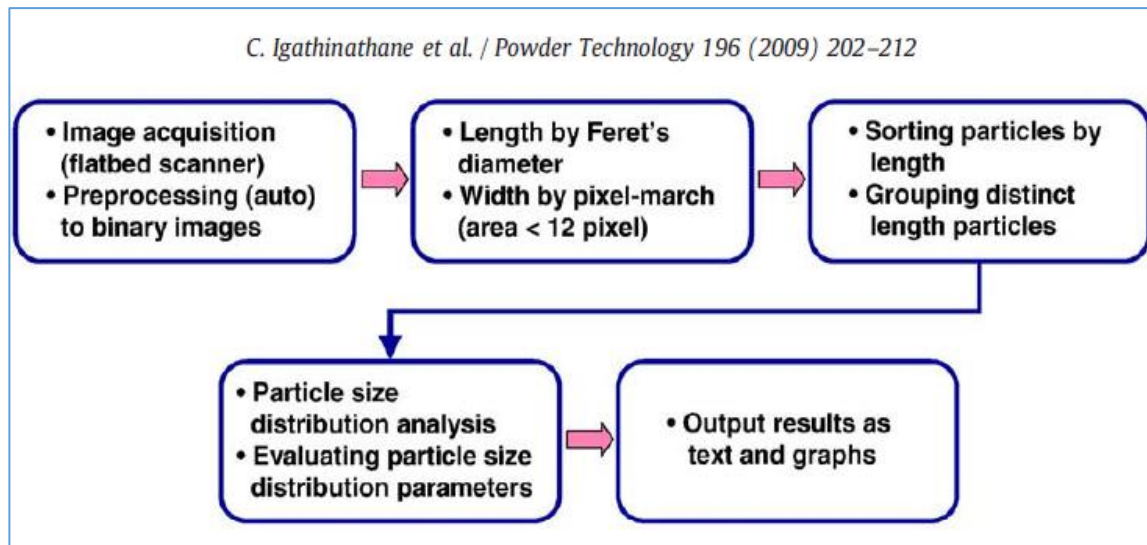 C. Igathinathane et al. / Powder Technology 196 (2009) 202–212
• Image acquisition
(flatbed scanner)
• Preprocessing (auto)
to binary images
• Length by Feret's
diameter
• Width by pixel-march
(area < 12 pixel)
• Sorting particles by
length
• Grouping distinct
length particles
• Particle size
distribution analysis
• Evaluating particle size
distribution parameters
• Output results as
text and graphs